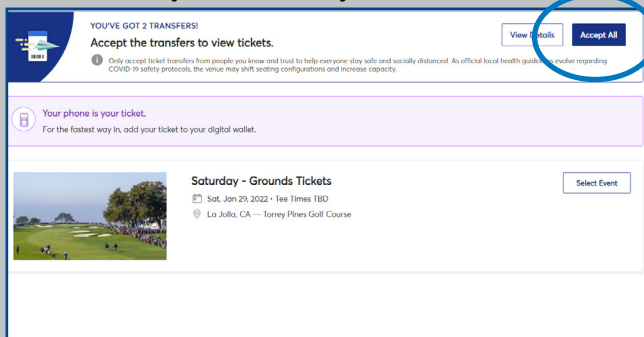 YOU'VE GOT 2 TRANSFERS!
Accept the transfers to view tickets.
View Details
Accept All
Only accept ticket transfers from people you know and trust to help everyone stay safe and socially distanced. As official local health guidelines evolve regarding
COVID-19 safety protocols, the venue may shift seating configurations and increase capacity.
Your phone is your ticket.
For the fastest way in, add your ticket to your digital wallet.
Saturday - Grounds Tickets
Select Event
Sat, Jan 29, 2022 • Tee Times TBD
La Jolla, CA — Torrey Pines Golf Course